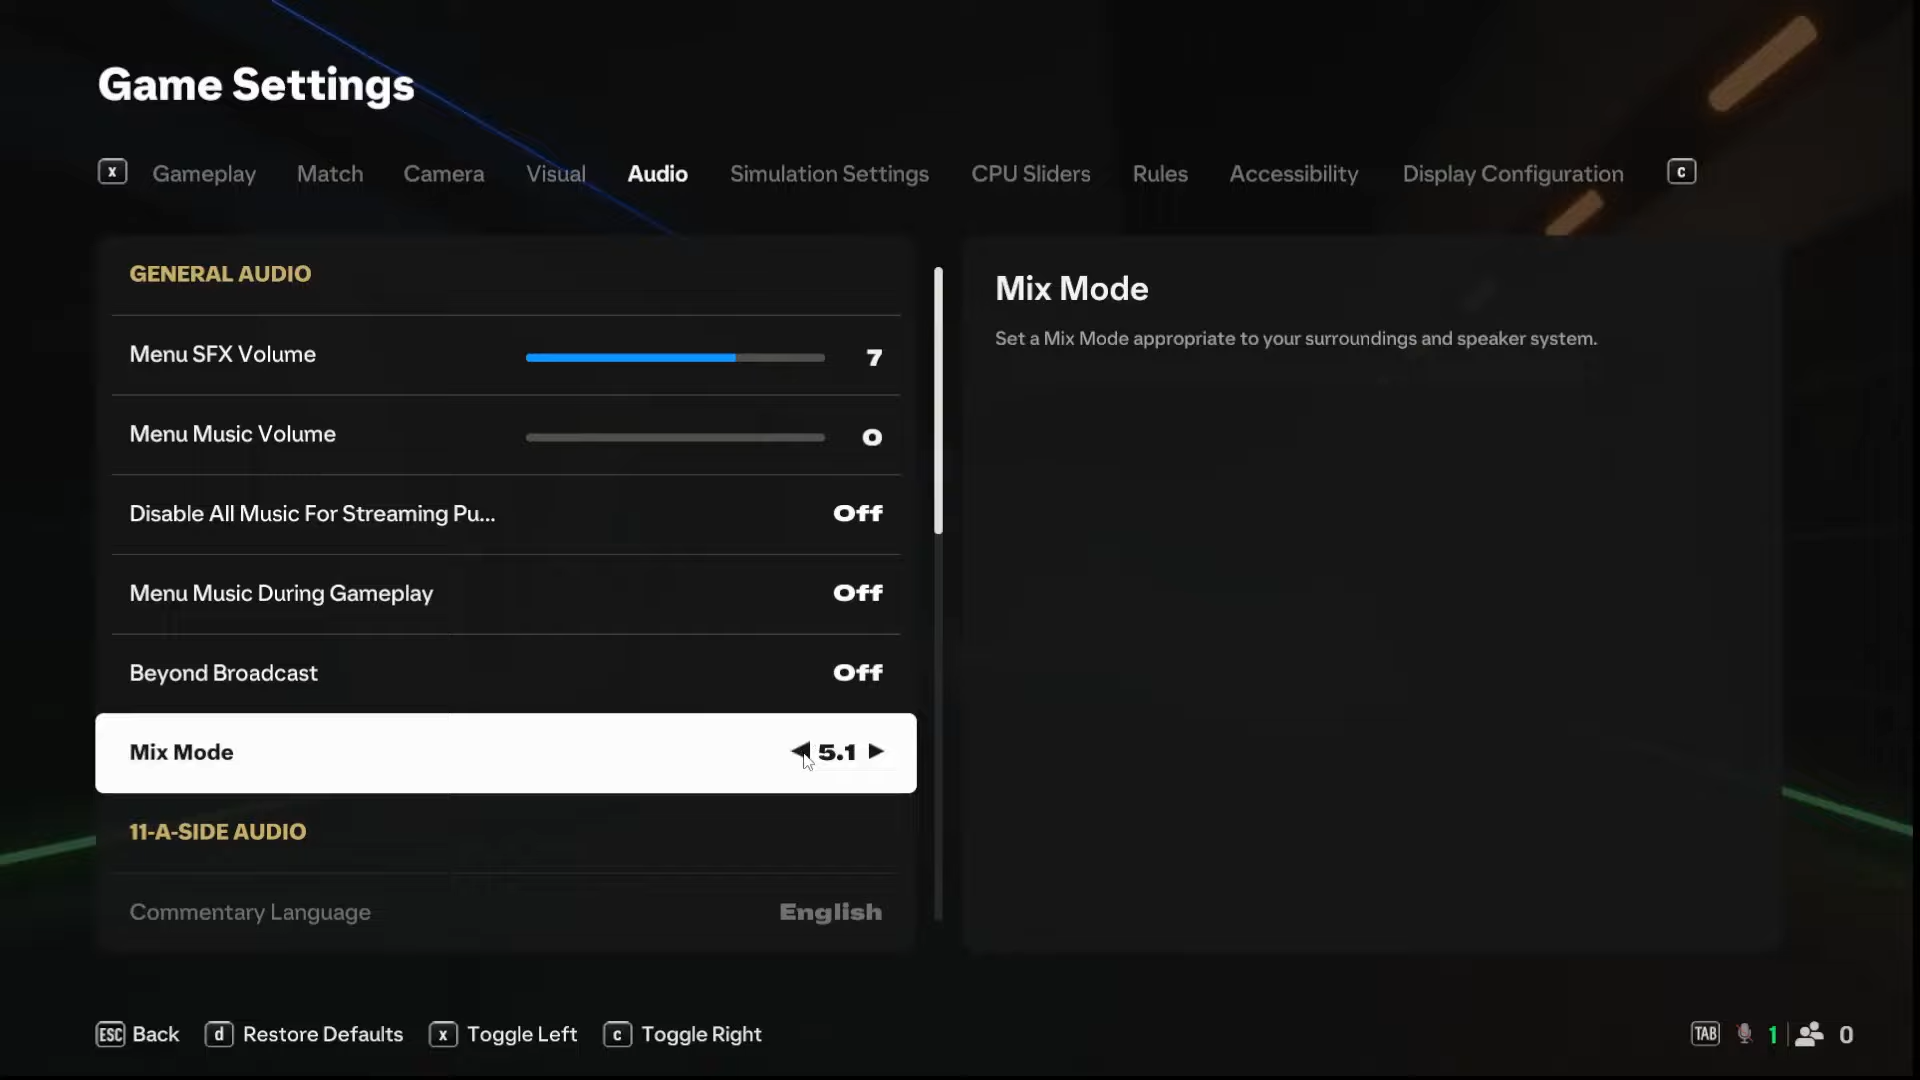 Game Settings
x Gameplay Match Camera Visual Audio Simulation Settings CPU Sliders Rules Accessibility Display Configuration c
GENERAL AUDIO
Menu SFX Volume 7
Menu Music Volume 0
Disable All Music For Streaming Pu... Off
Menu Music During Gameplay Off
Beyond Broadcast Off
Mix Mode 5.1
11-A-SIDE AUDIO
Commentary Language English
Mix Mode
Set a Mix Mode appropriate to your surroundings and speaker system.
ESC Back d Restore Defaults x Toggle Left c Toggle Right
TAB 1 0